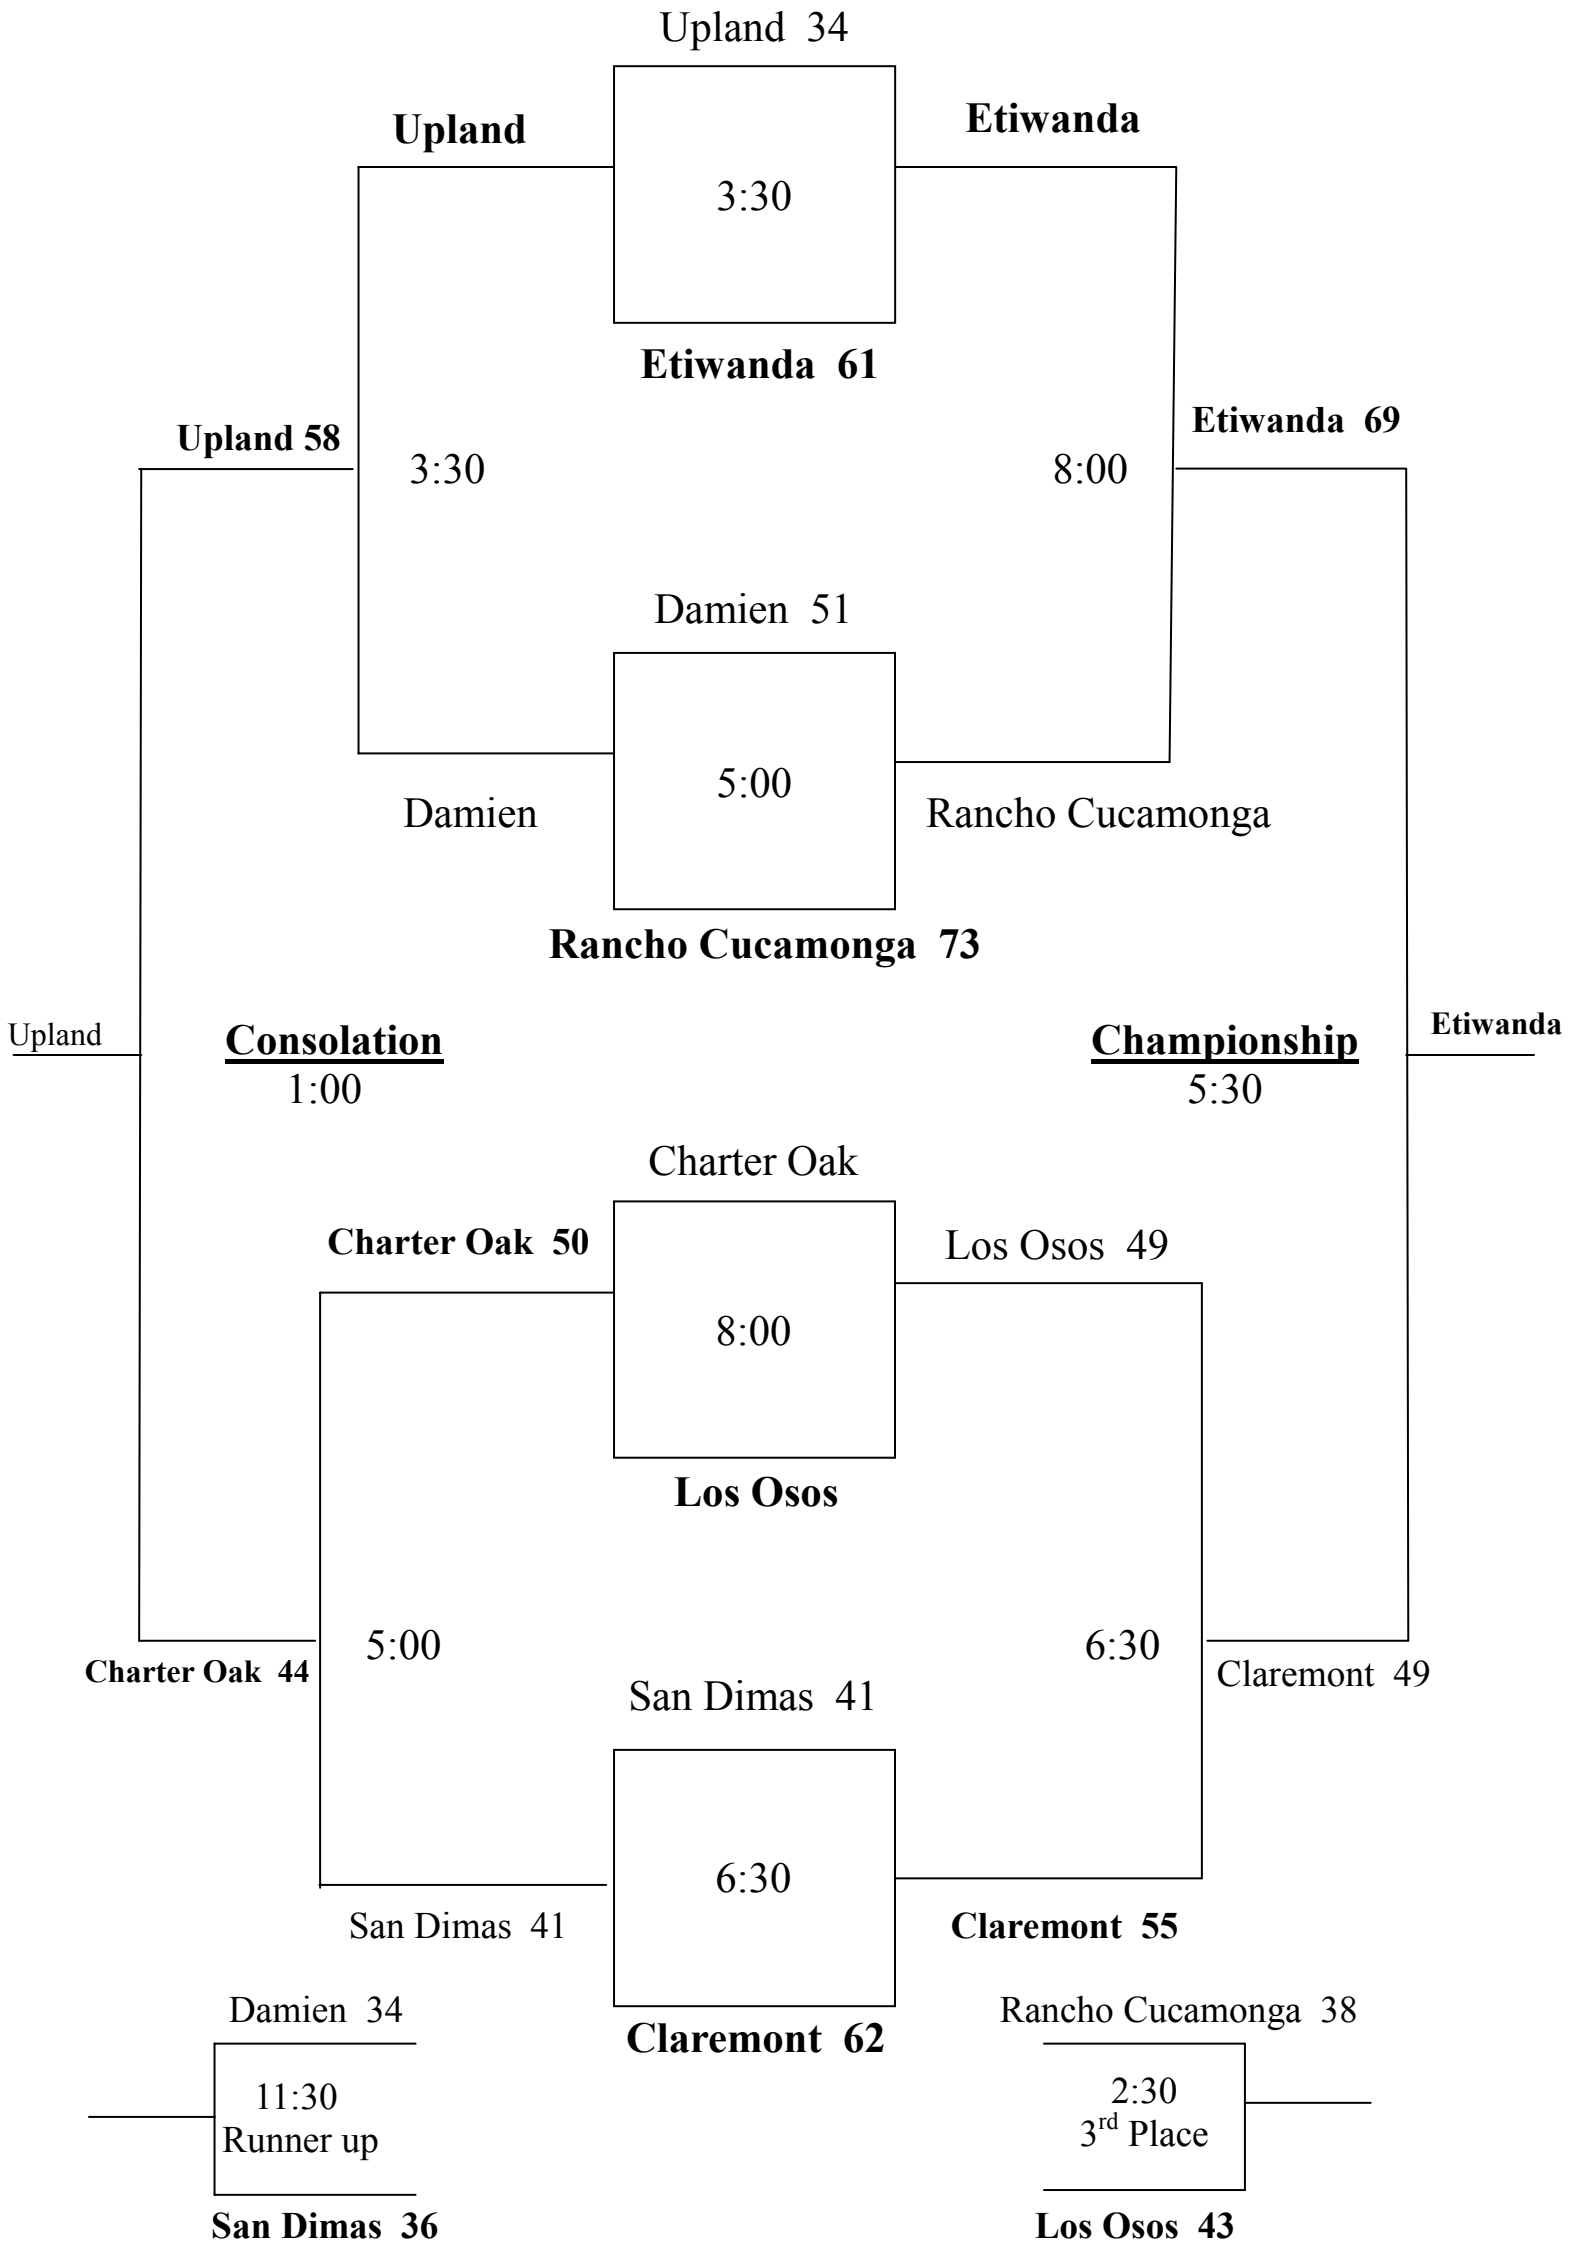 Upland 34
Upland
Etiwanda
3:30
Etiwanda 61
Upland 58
Etiwanda 69
3:30
8:00
Damien 51
5:00
Damien
Rancho Cucamonga
Rancho Cucamonga 73
Upland
Consolation
1:00
Championship
5:30
Etiwanda
Charter Oak
Charter Oak 50
Los Osos 49
8:00
Los Osos
5:00
6:30
Charter Oak 44
Claremont 49
San Dimas 41
6:30
San Dimas 41
Claremont 55
Claremont 62
Damien 34
11:30
Runner up
San Dimas 36
Rancho Cucamonga 38
2:30
3rd Place
Los Osos 43